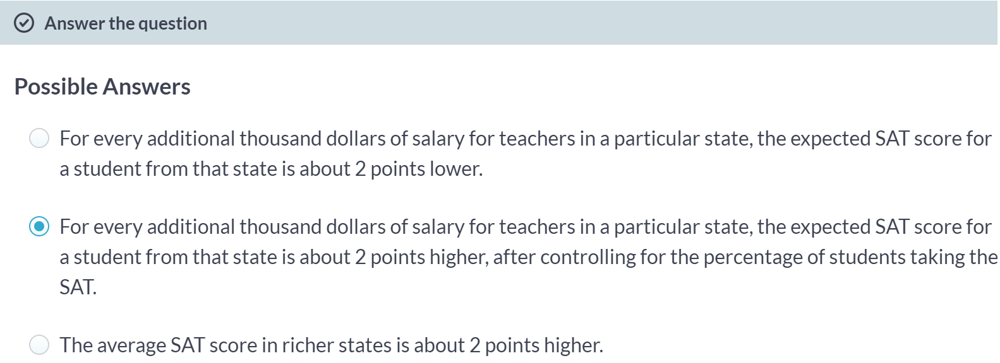 Answer the question
Possible Answers
For every additional thousand dollars of salary for teachers in a particular state, the expected SAT score for
a student from that state is about 2 points lower.
For every additional thousand dollars of salary for teachers in a particular state, the expected SAT score for
a student from that state is about 2 points higher, after controlling for the percentage of students taking the
SAT.
The average SAT score in richer states is about 2 points higher.